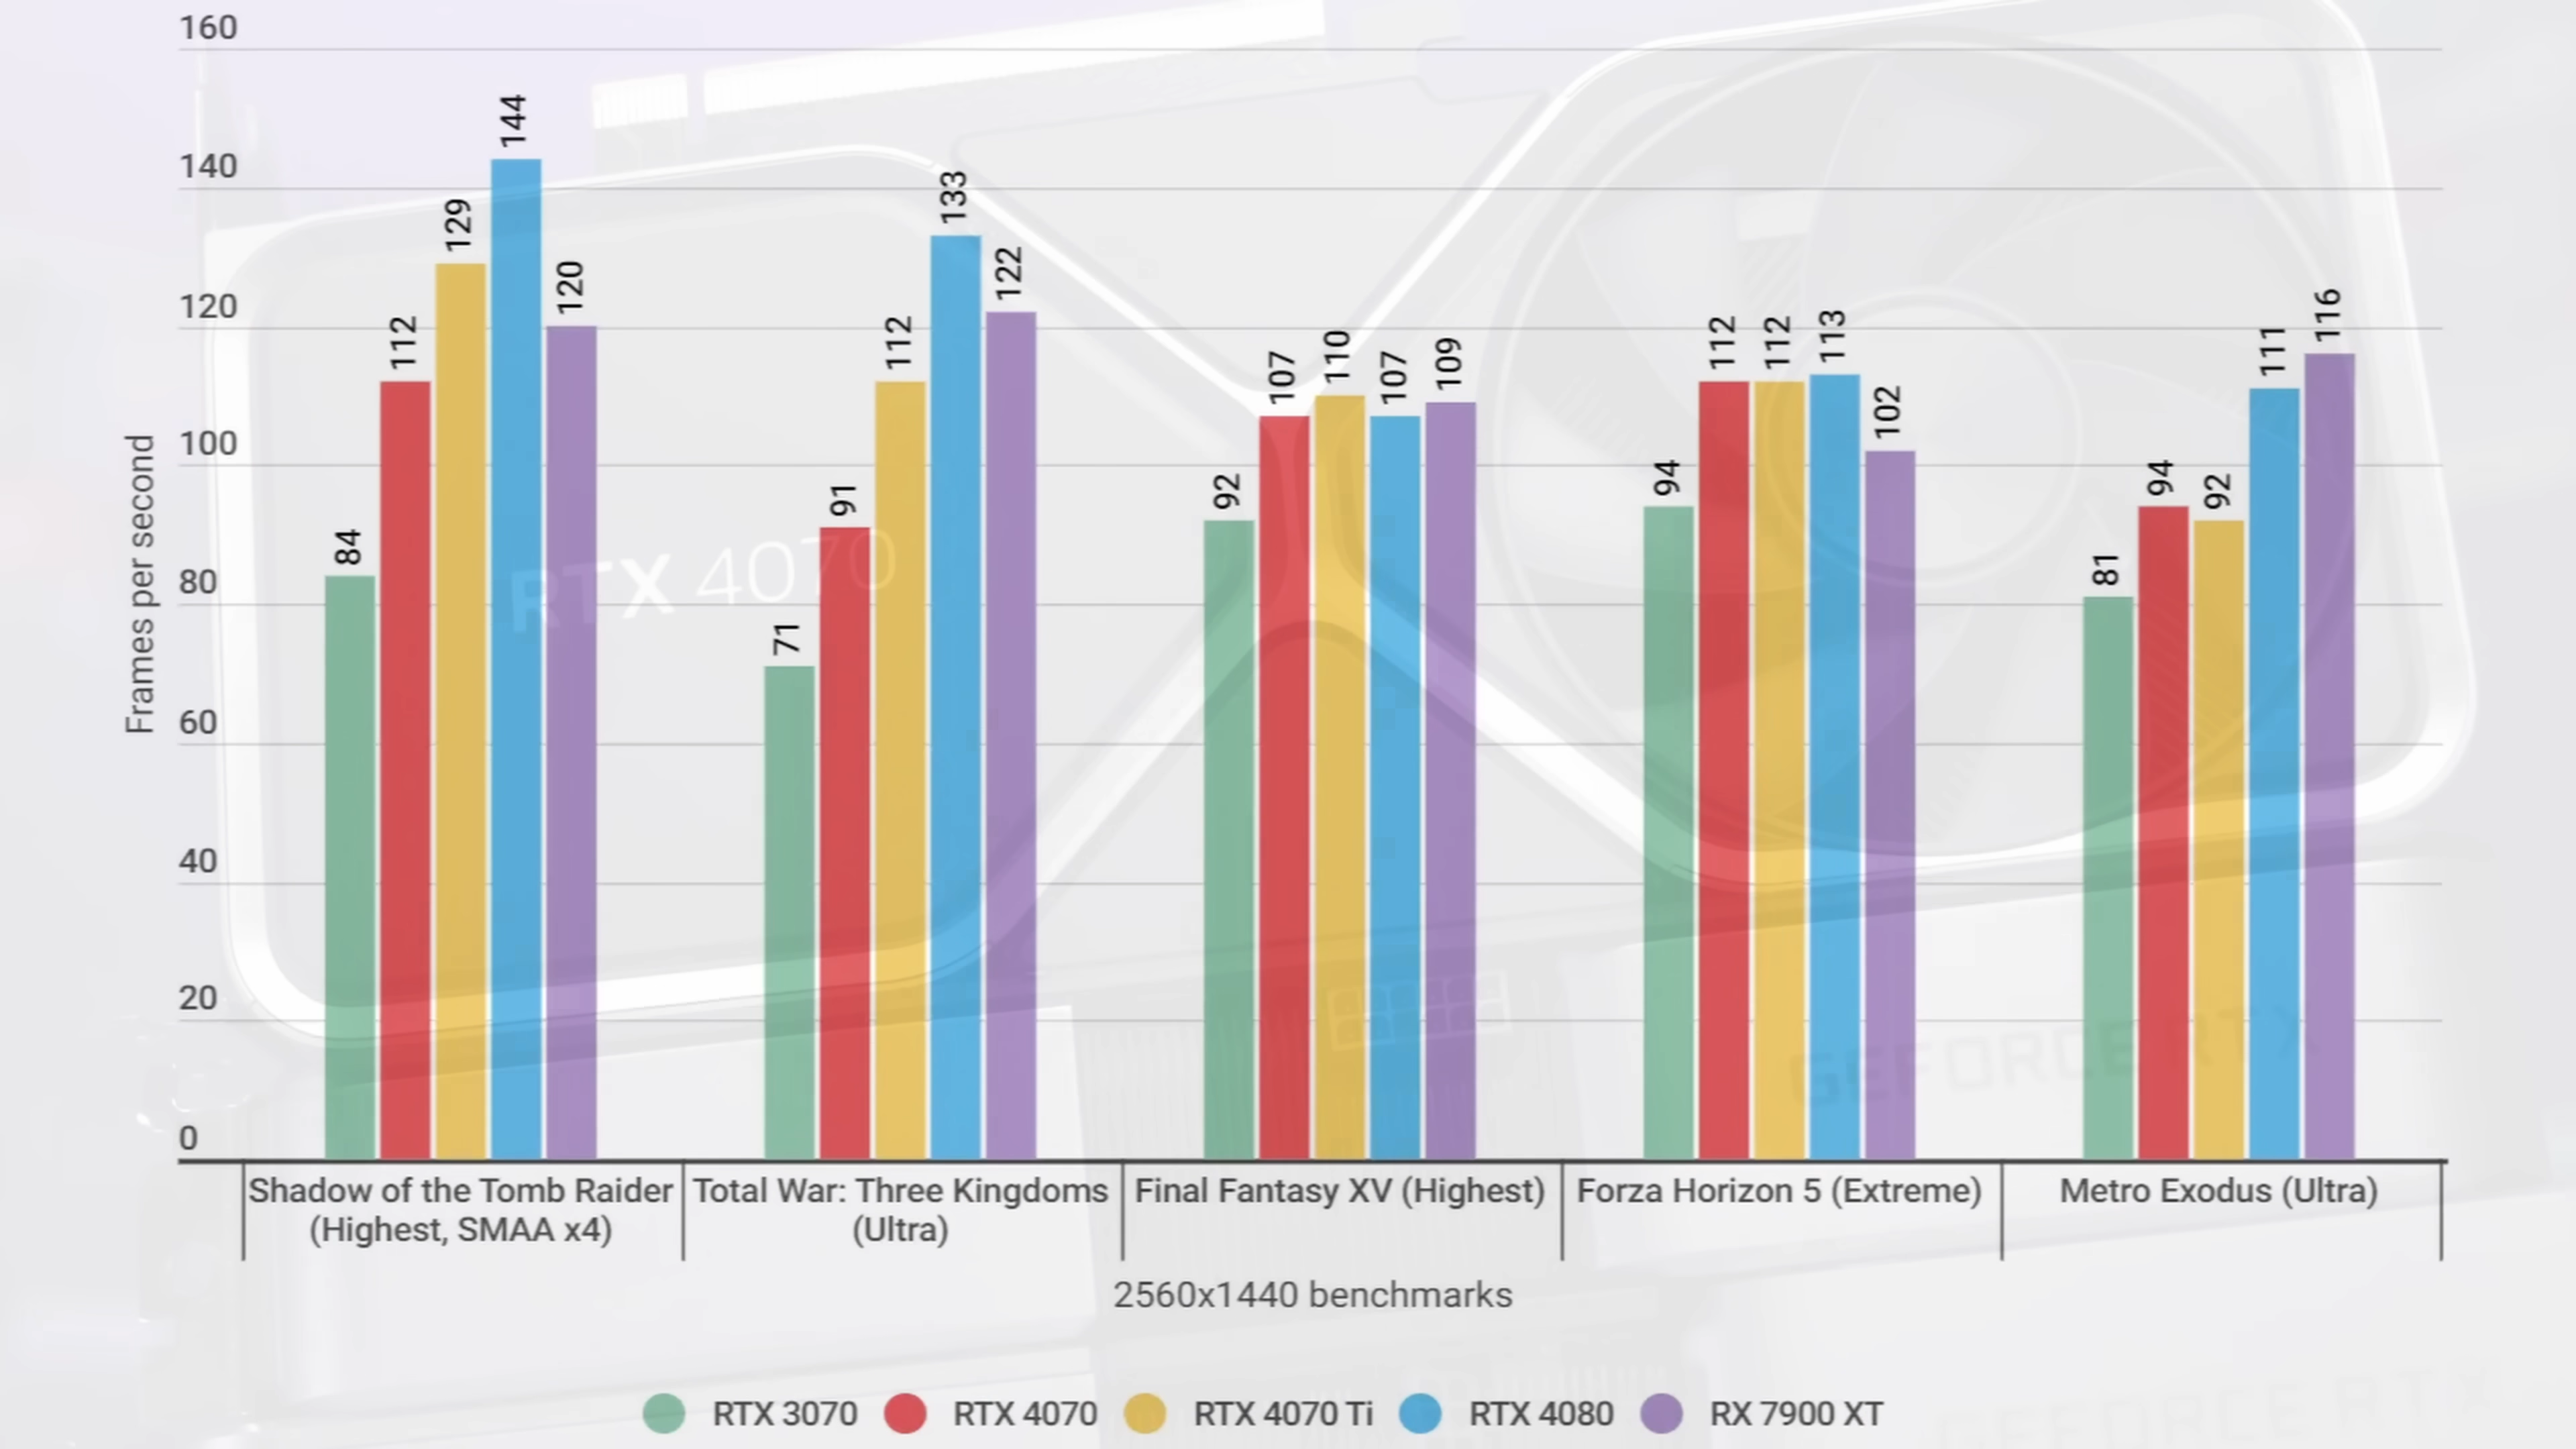 160
140
120
100
80
60
40
20
0
Frames per second
84
112
129
144
120
71
91
112
133
122
92
107
110
107
109
94
112
112
113
102
81
94
92
111
116
RTX 4070
GEFORCE RTX
Shadow of the Tomb Raider
(Highest, SMAA x4)
Total War: Three Kingdoms
(Ultra)
Final Fantasy XV (Highest)
Forza Horizon 5 (Extreme)
Metro Exodus (Ultra)
2560x1440 benchmarks
RTX 3070
RTX 4070
RTX 4070 Ti
RTX 4080
RX 7900 XT
GEFORCE RTX